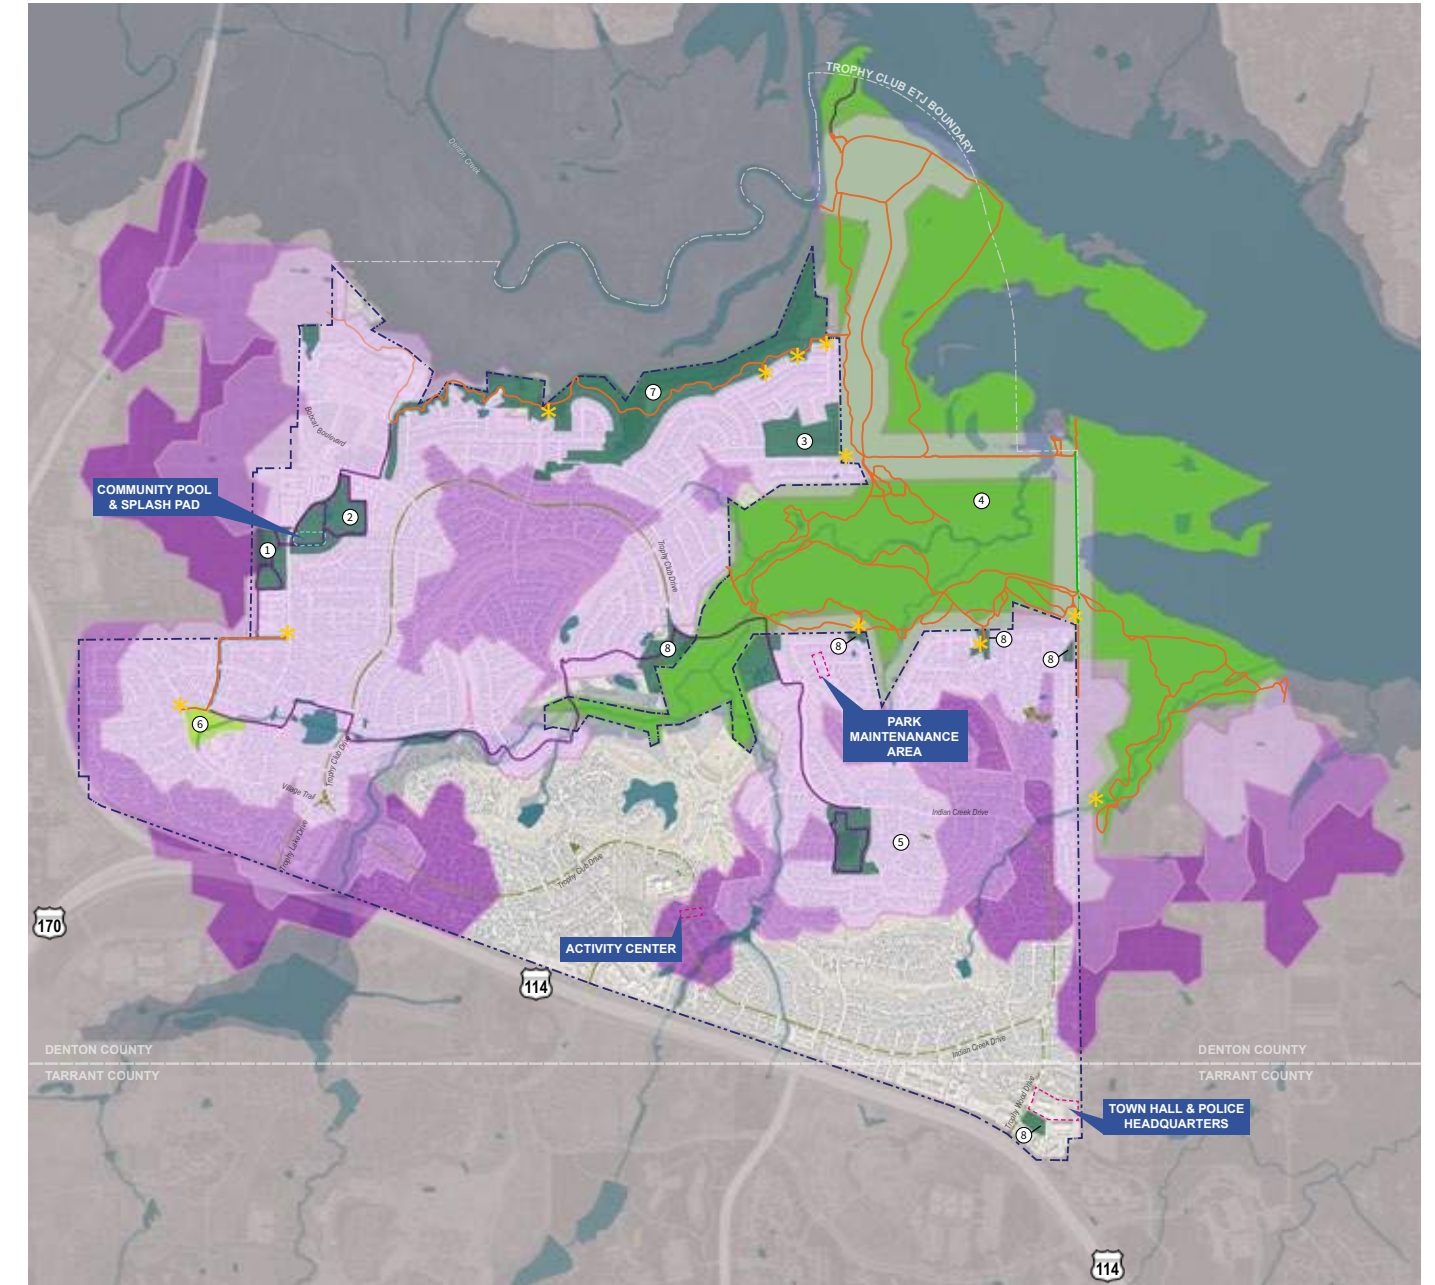 TROPHY CLUB ETJ BOUNDARY
Denton Creek
7
Bobcat Boulevard
3
COMMUNITY POOL
& SPLASH PAD
2
4
1
Trophy Club Drive
8
8
8
8
6
PARK
MAINTENANANCE
AREA
Trophy Club Drive
Village Trail
Trophy Lake Drive
Indian Creek Drive
5
Trophy Club Drive
170
ACTIVITY CENTER
114
Indian Creek Drive
DENTON COUNTY
DENTON COUNTY
TARRANT COUNTY
TARRANT COUNTY
Trophy Wood Drive
TOWN HALL & POLICE
HEADQUARTERS
8
114